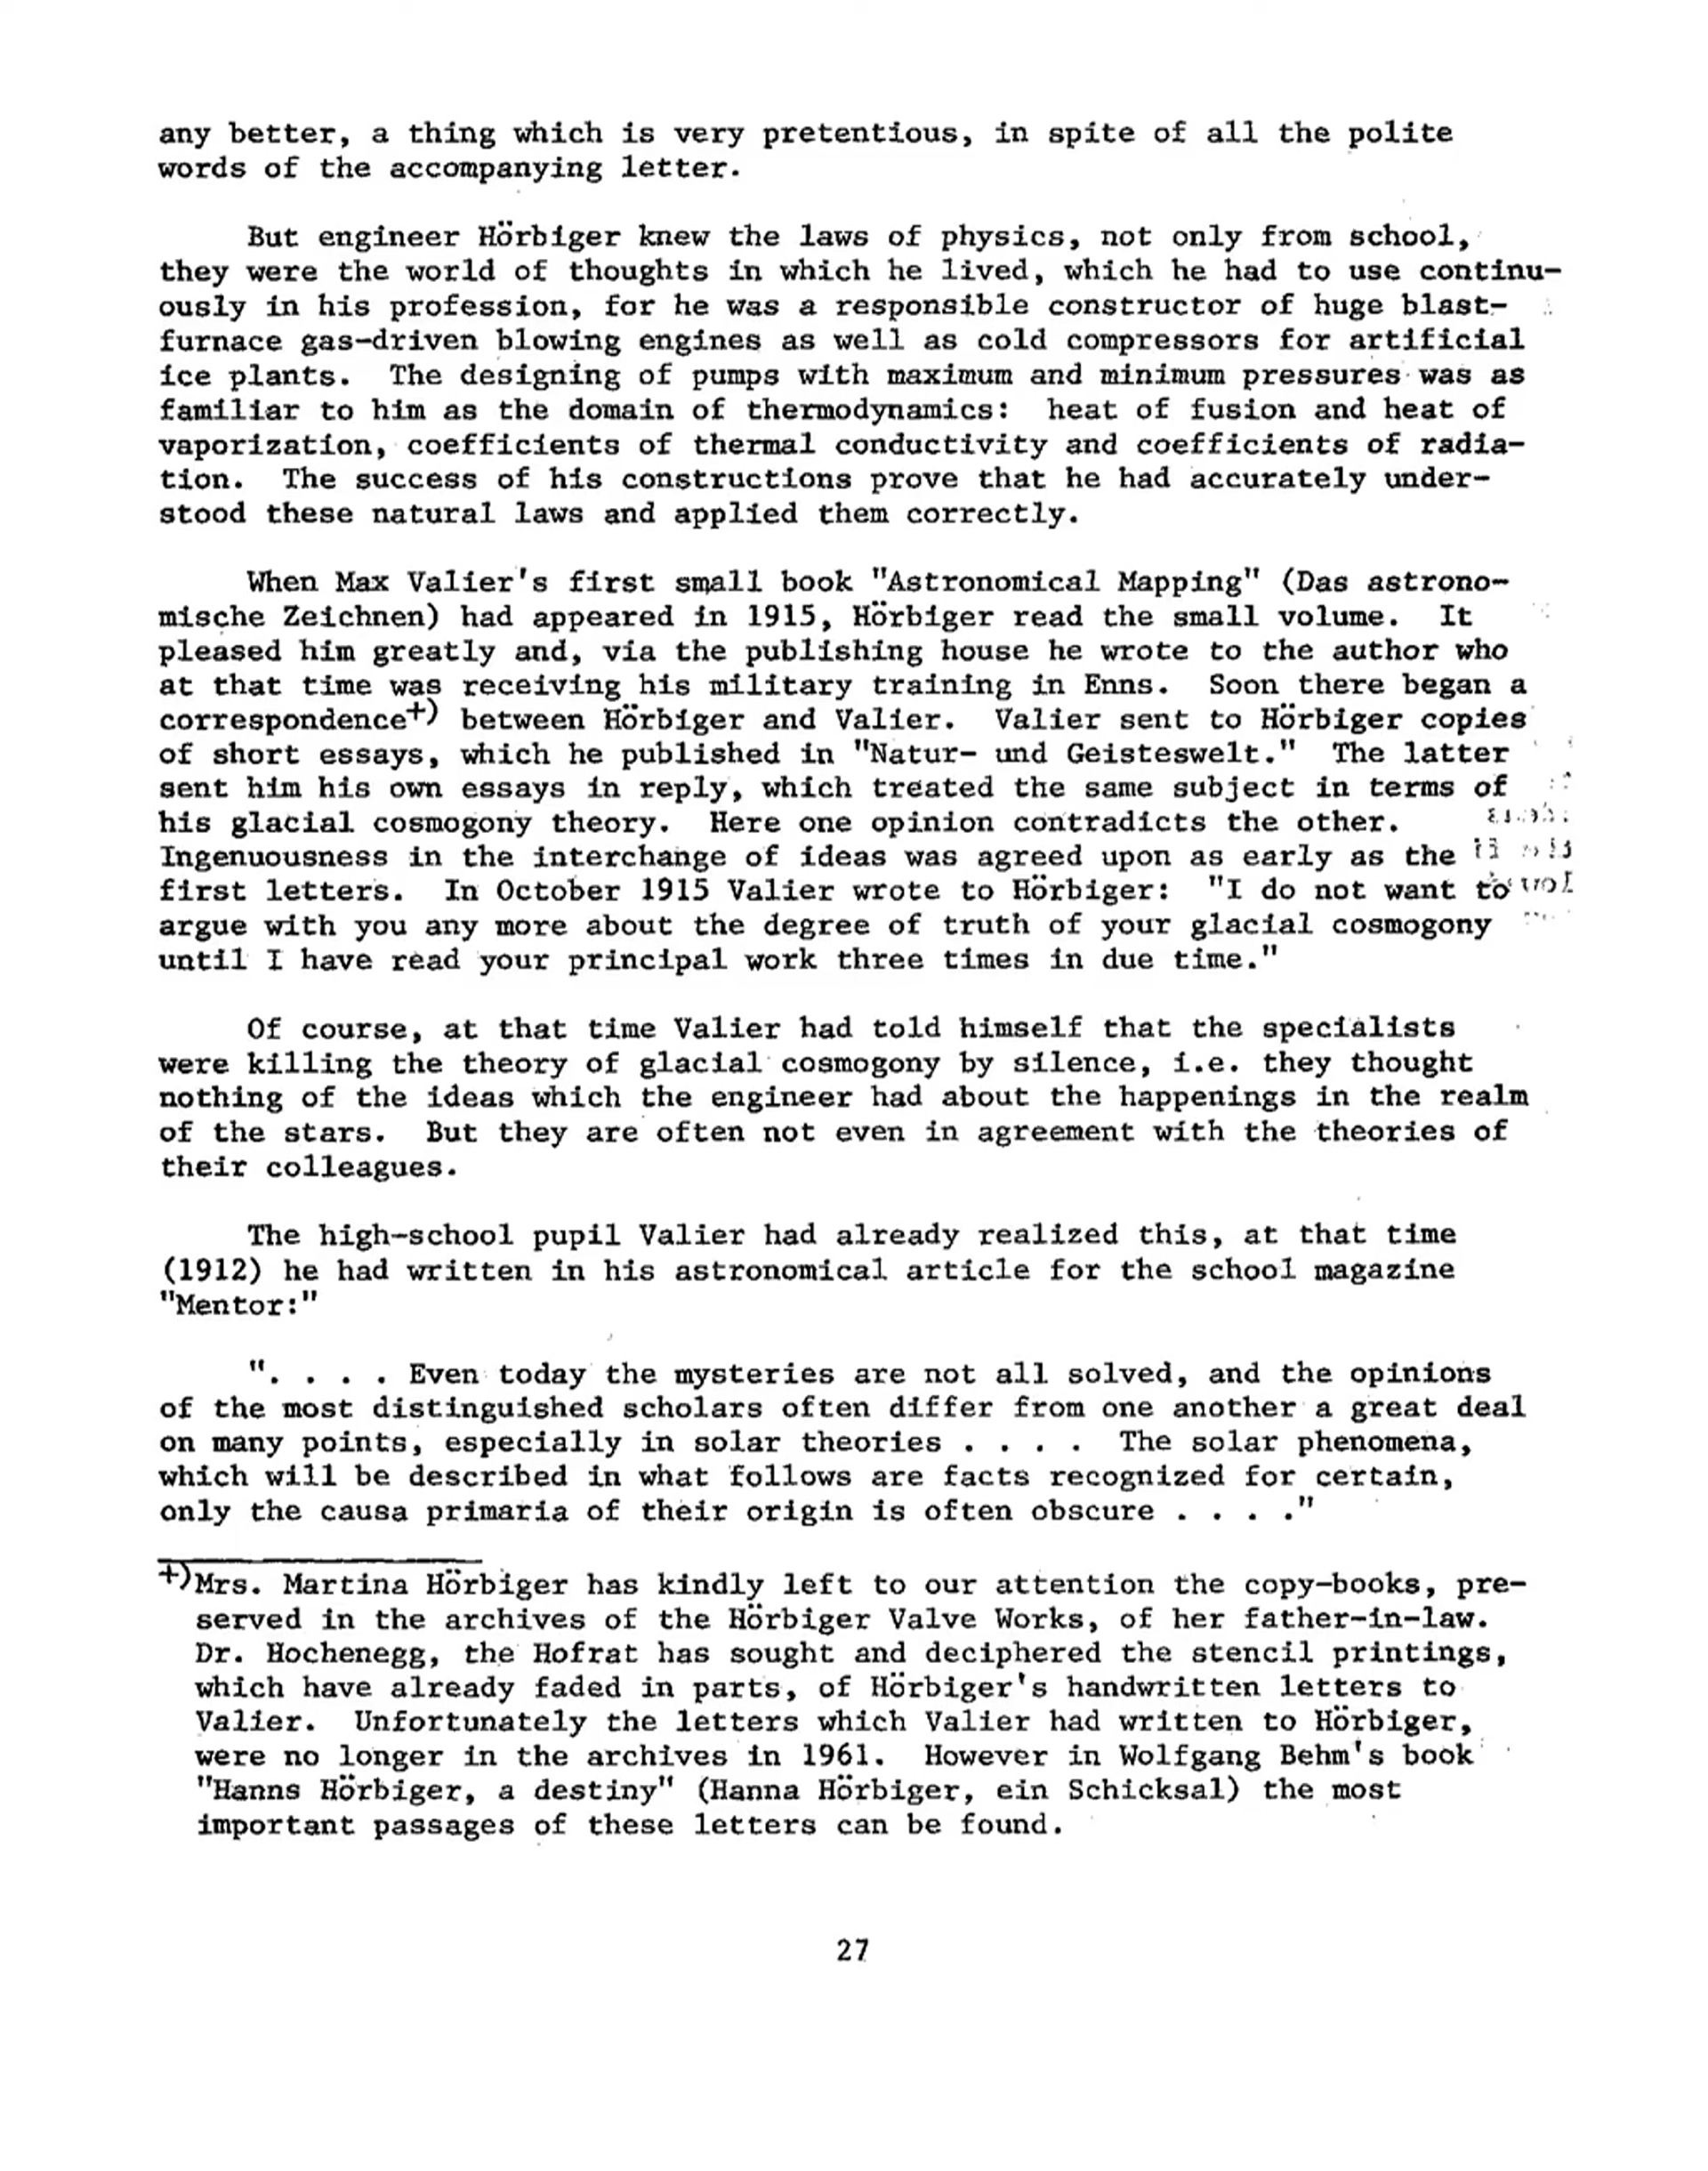 any better, a thing which is very pretentious, in spite of all the polite
words of the accompanying letter.
But engineer Hörbiger knew the laws of physics, not only from school,
they were the world of thoughts in which he lived, which he had to use continu-
ously in his profession, for he was a responsible constructor of huge blast-
furnace gas-driven blowing engines as well as cold compressors for artificial
ice plants. The designing of pumps with maximum and minimum pressures was as
familiar to him as the domain of thermodynamics: heat of fusion and heat of
vaporization, coefficients of thermal conductivity and coefficients of radia-
tion. The success of his constructions prove that he had accurately under-
stood these natural laws and applied them correctly.
When Max Valier's first small book "Astronomical Mapping" (Das astrono-
mische Zeichnen) had appeared in 1915, Hörbiger read the small volume. It
pleased him greatly and, via the publishing house he wrote to the author who
at that time was receiving his military training in Enns. Soon there began a
correspondence+) between Hörbiger and Valier. Valier sent to Hörbiger copies
of short essays, which he published in "Natur- und Geisteswelt." The latter
sent him his own essays in reply, which treated the same subject in terms of
his glacial cosmogony theory. Here one opinion contradicts the other.
Ingenuousness in the interchange of ideas was agreed upon as early as the
first letters. In October 1915 Valier wrote to Hörbiger: "I do not want to
argue with you any more about the degree of truth of your glacial cosmogony
until I have read your principal work three times in due time."
Of course, at that time Valier had told himself that the specialists
were killing the theory of glacial cosmogony by silence, i.e. they thought
nothing of the ideas which the engineer had about the happenings in the realm
of the stars. But they are often not even in agreement with the theories of
their colleagues.
The high-school pupil Valier had already realized this, at that time
(1912) he had written in his astronomical article for the school magazine
"Mentor:"
". . . . Even today the mysteries are not all solved, and the opinions
of the most distinguished scholars often differ from one another a great deal
on many points, especially in solar theories . . . . The solar phenomena,
which will be described in what follows are facts recognized for certain,
only the causa primaria of their origin is often obscure . . . ."
+)Mrs. Martina Hörbiger has kindly left to our attention the copy-books, pre-
served in the archives of the Hörbiger Valve Works, of her father-in-law.
Dr. Hochenegg, the Hofrat has sought and deciphered the stencil printings,
which have already faded in parts, of Hörbiger's handwritten letters to
Valier. Unfortunately the letters which Valier had written to Hörbiger,
were no longer in the archives in 1961. However in Wolfgang Behm's book
"Hanns Hörbiger, a destiny" (Hanna Hörbiger, ein Schicksal) the most
important passages of these letters can be found.
27